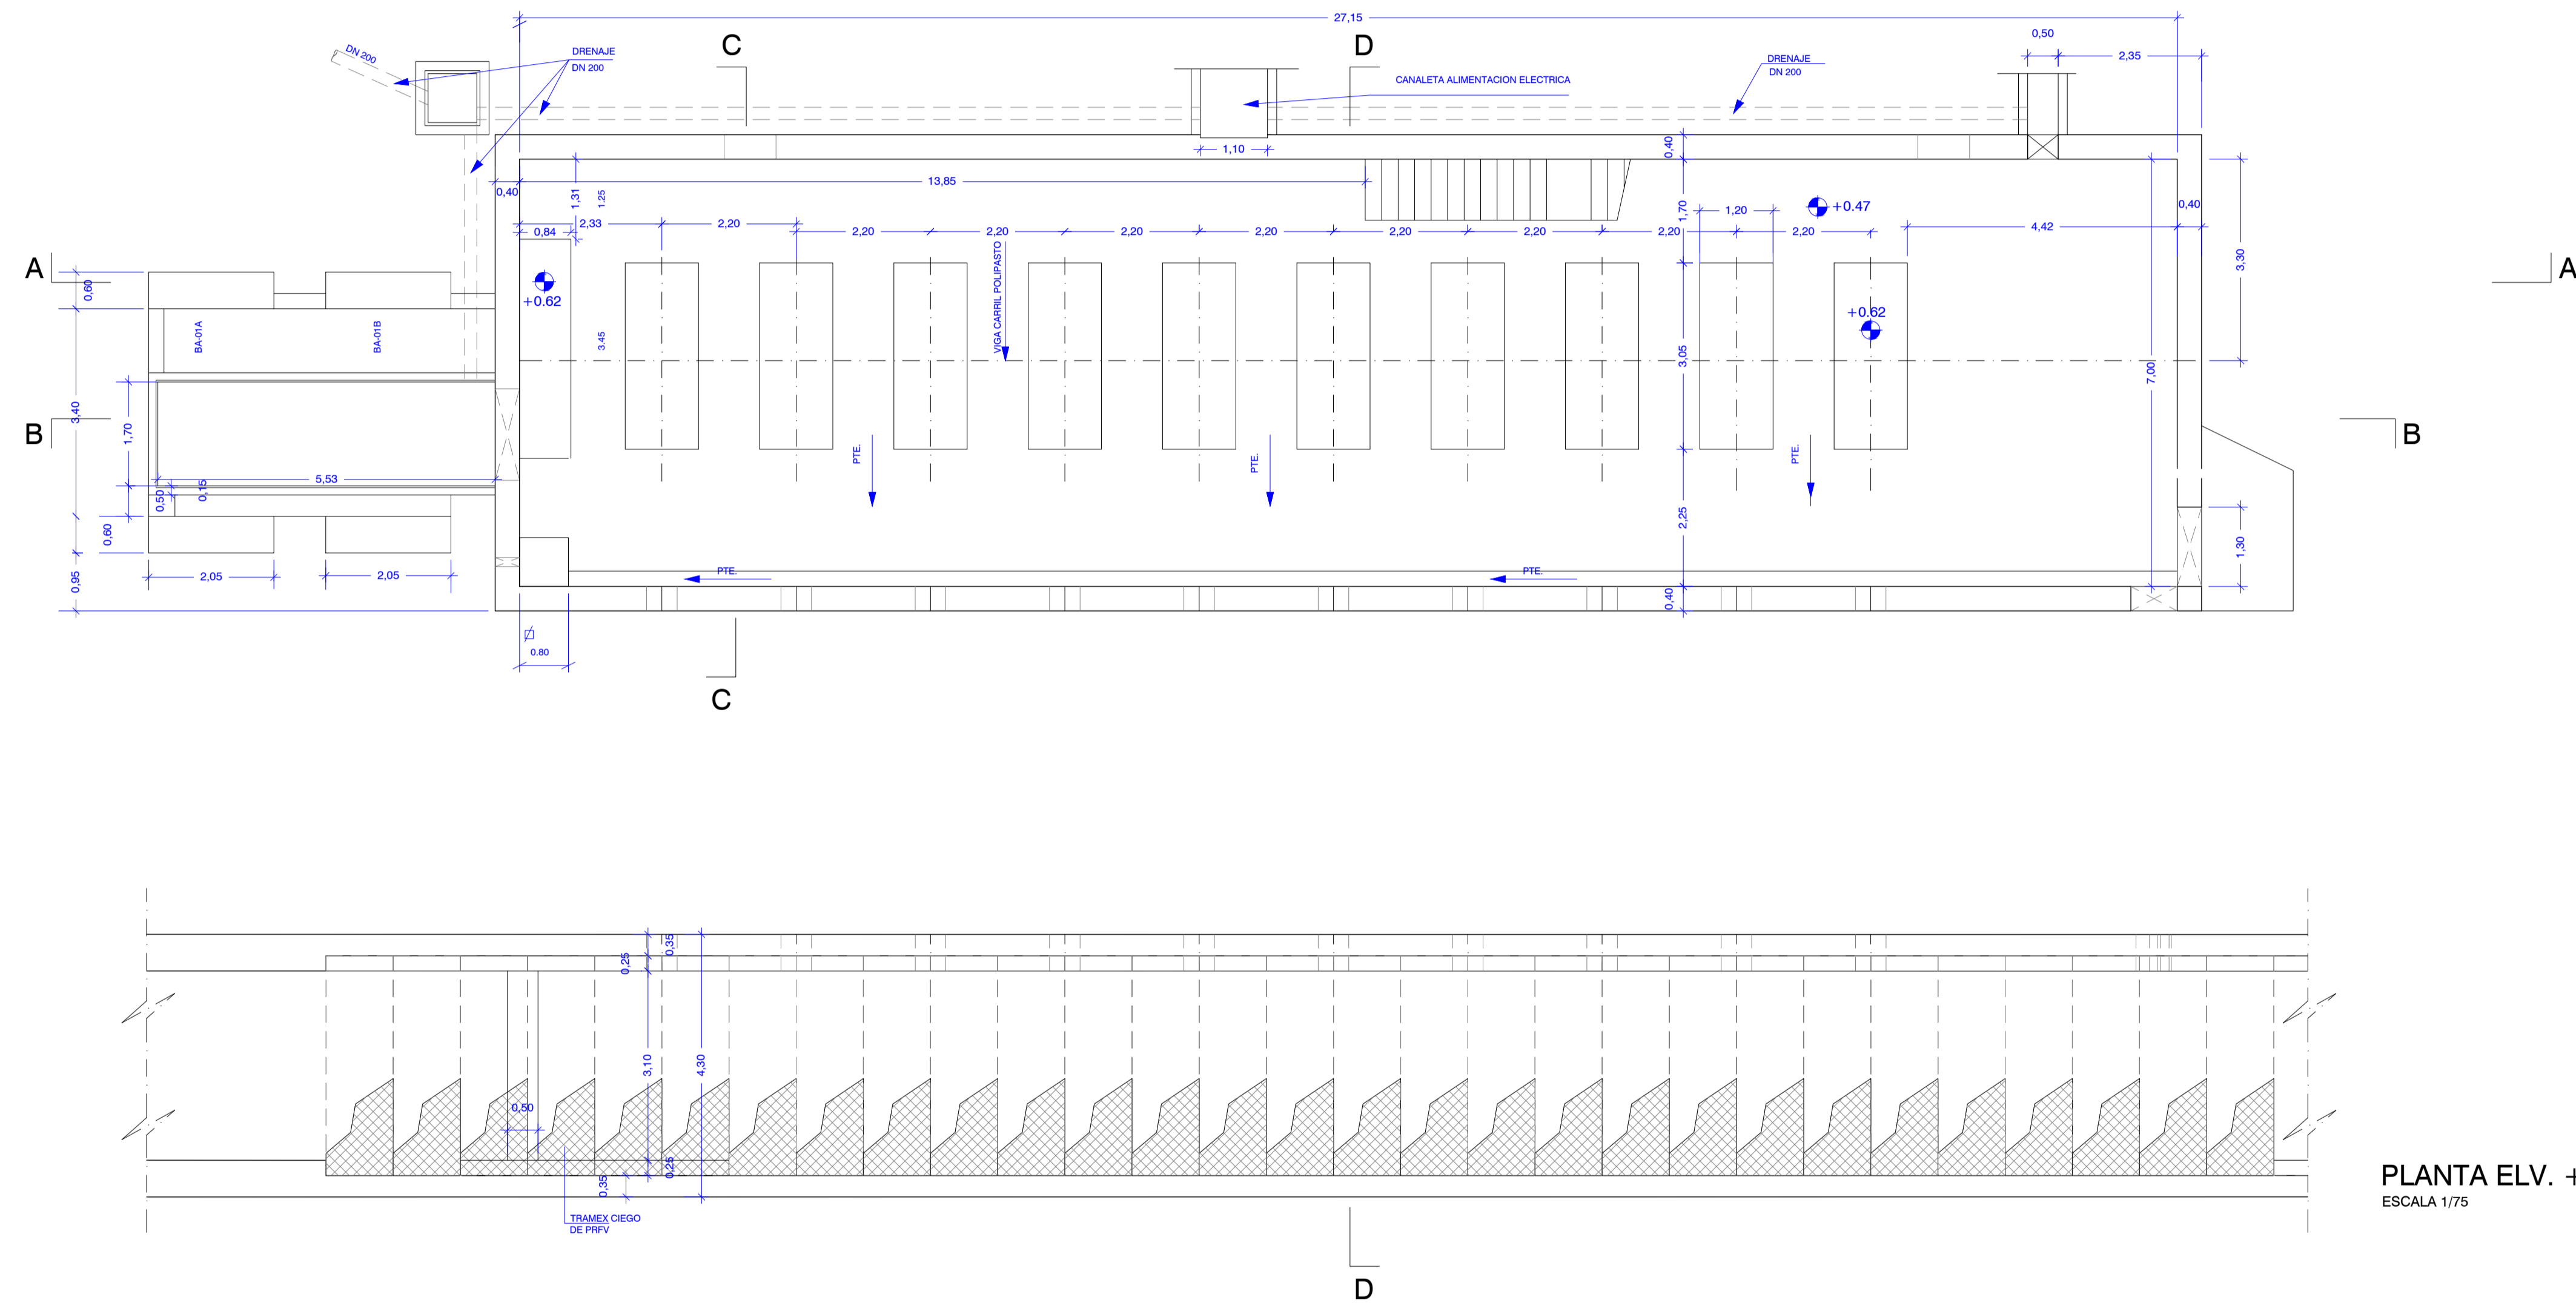 27,15
0,50
C
D
DN 200
DRENAJE
DN 200
CANALETA ALIMENTACION ELECTRICA
DRENAJE
DN 200
2,35
1,10
0,40
0,40
13,85
1,31
1.25
1,70
1,20
+0.47
0,40
2,33
2,20
0,84
2,20
2,20
2,20
2,20
2,20
2,20
2,20
2,20
4,42
3,30
A
A
0,60
+0.62
VIGA CARRIL POLIPASTO
+0.62
BA-01A
BA-01B
3.45
3,05
7,00
3,40
1,70
B
B
PTE.
PTE.
PTE.
5,53
0,50
0,15
0,60
2,25
1,30
0,95
2,05
2,05
PTE.
PTE.
0,40
0.80
C
0,35
0,25
3,10
4,30
0,50
0,25
0,35
TRAMEX CIEGO
DE PRFV
PLANTA ELV. +
ESCALA 1/75
D